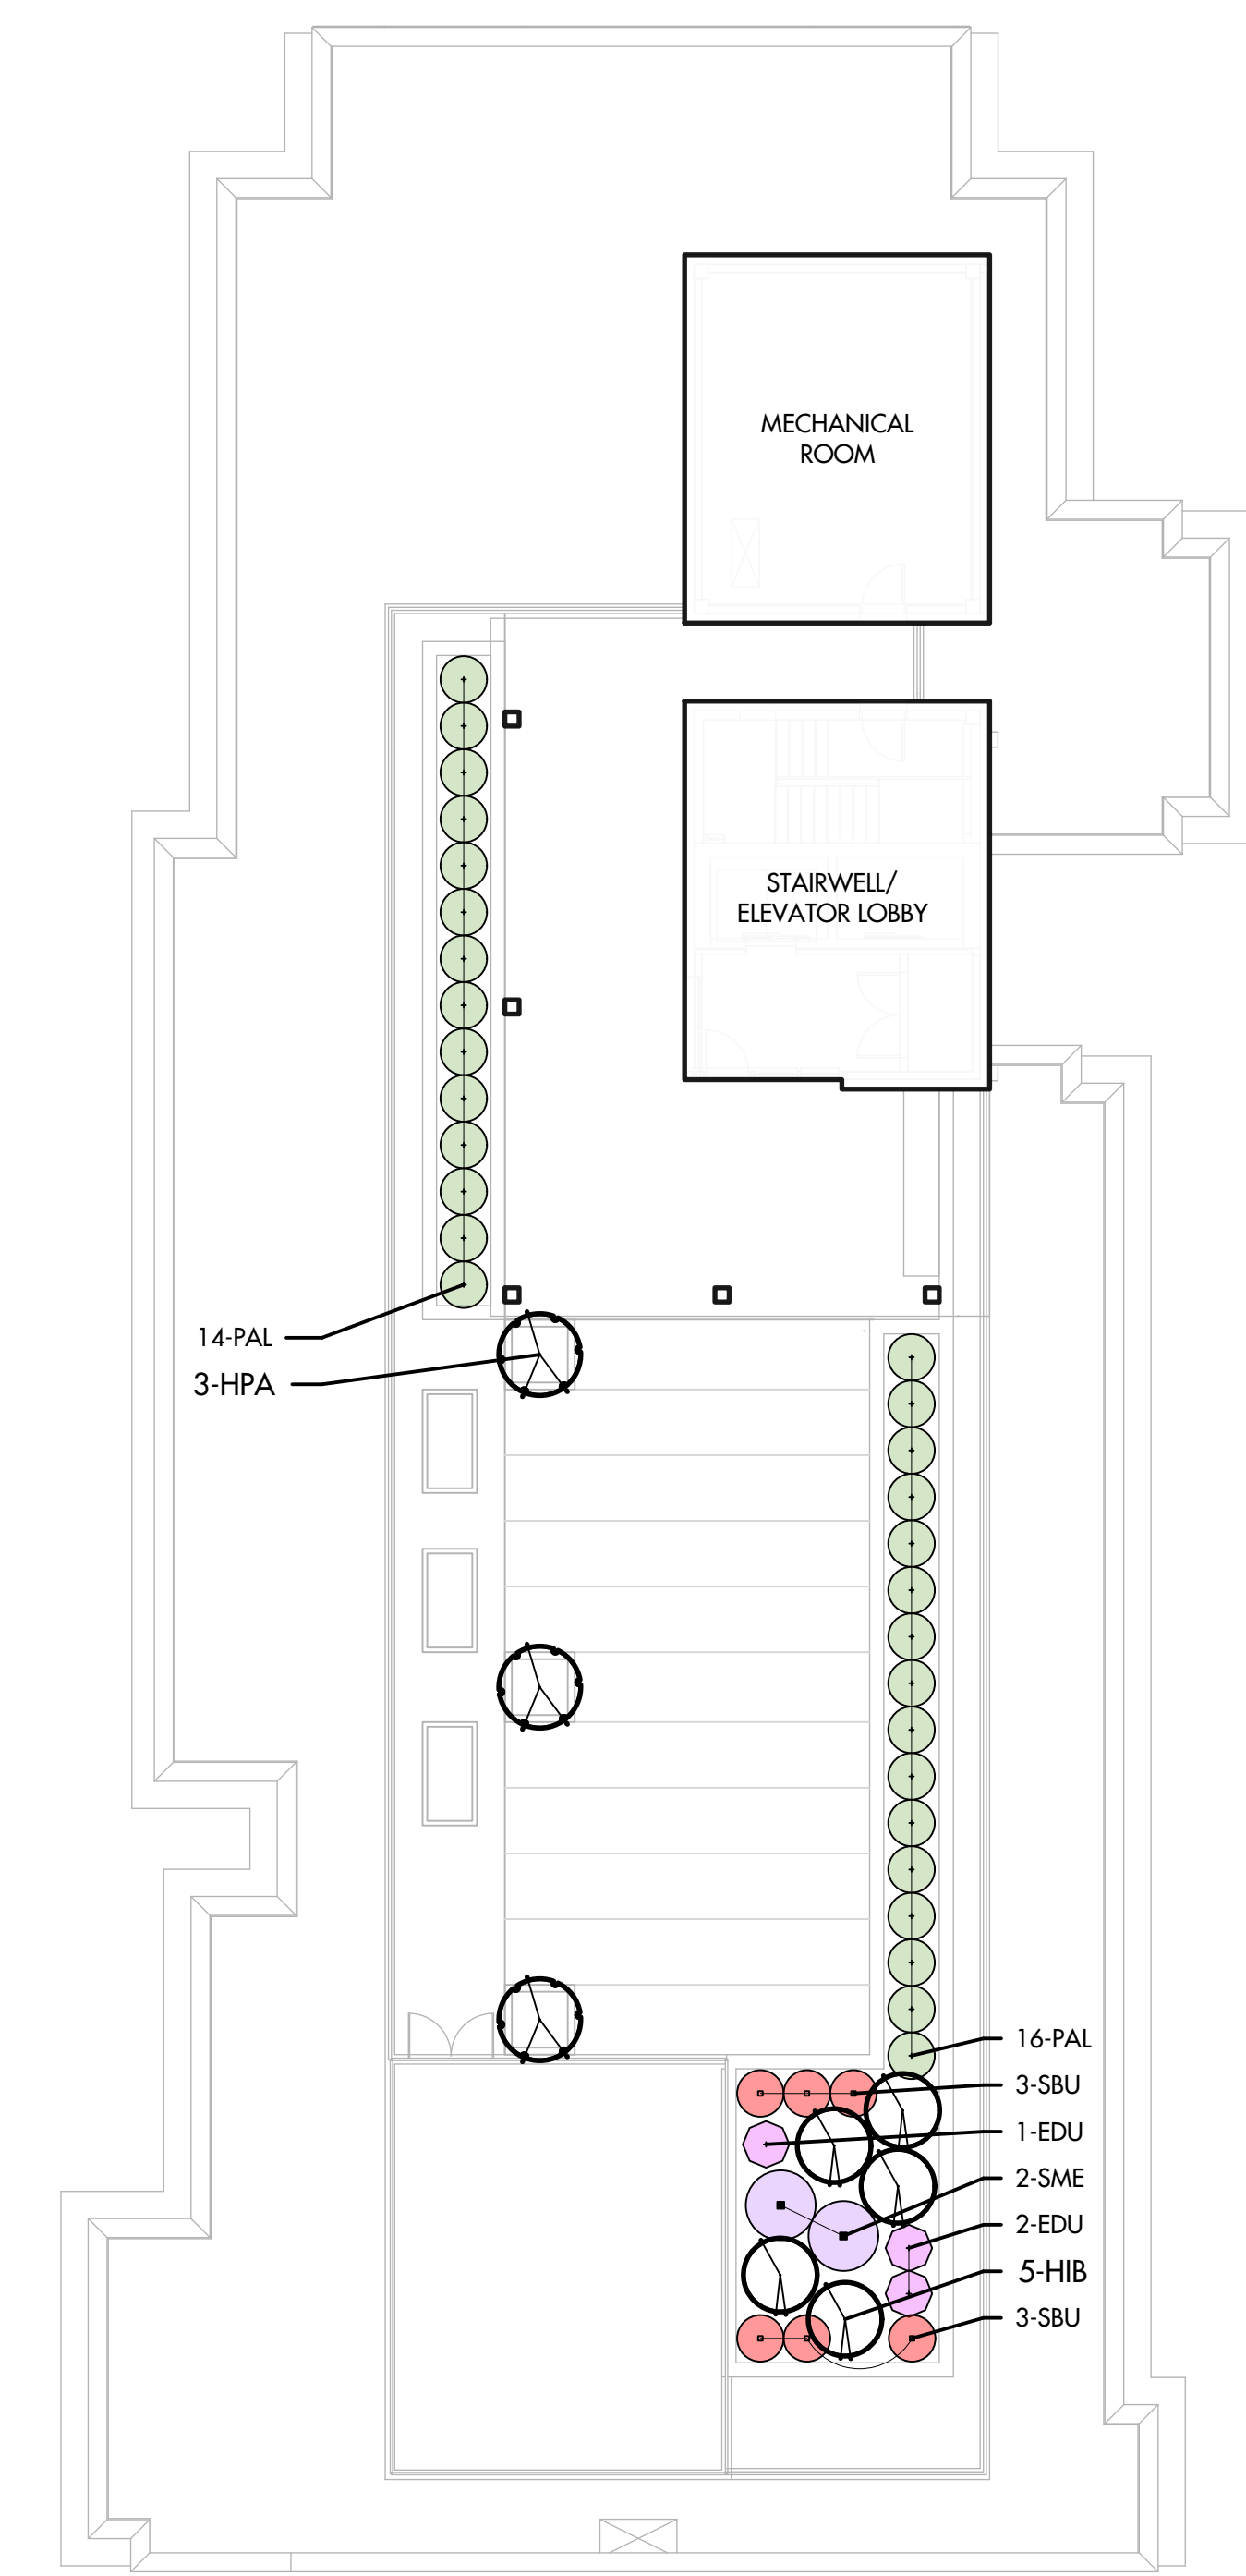 MECHANICAL
ROOM
STAIRWELL/
ELEVATOR LOBBY
14-PAL
3-HPA
16-PAL
3-SBU
1-EDU
2-SME
2-EDU
5-HIB
3-SBU